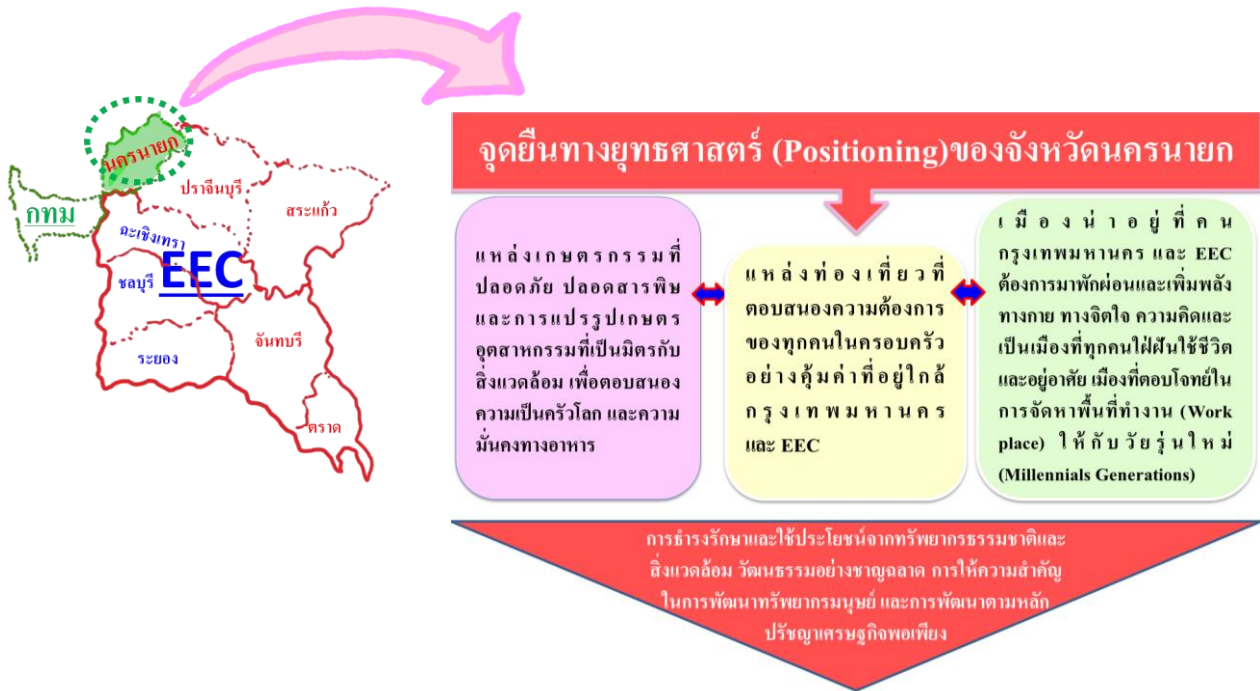 นครนายก
ปราจีนบุรี
สระแก้ว
กทม
ฉะเชิงเทรา
EEC
ชลบุรี
ระยอง
จันทบรี
ตราด
จุดยืนทางยุทธศาสตร์ (Positioning)ของจังหวัดนครนายก
แหล่งเกษตรกรรมที่
ปลอดภัย ปลอดสารพิษ
และการแปรรูปเกษตร
อุตสาหกรรมที่เป็นมิตรกับ
สิ่งแวดล้อม เพื่อตอบสนอง
ความเป็นครัวโลก และความ
มั่นคงทางอาหาร
แหล่งท่องเที่ยวที่
ตอบสนองความต้องการ
ของทุกคนในครอบครัว
อย่างคุ้มค่าที่อยู่ใกล้
กรุงเทพมหานคร
และ EEC
เมืองน่าอยู่ที่คน
กรุงเทพมหานคร และ EEC
ต้องการมาพักผ่อนและเพิ่มพลัง
ทางกาย ทางจิตใจ ความคิดและ
เป็นเมืองที่ทุกคนใฝ่ฝันใช้ชีวิต
และอยู่อาศัย เมืองที่ตอบโจทย์ใน
การจัดหาพื้นที่ทำงาน (Work
place) ให้กับวัยรุ่นใหม่
(Millennials Generations)
การธำรงรักษาและใช้ประโยชน์จากทรัพยากรธรรมชาติและ
สิ่งแวดล้อม วัฒนธรรมอย่างชาญฉลาด การให้ความสำคัญ
ในการพัฒนาทรัพยากรมนุษย์ และการพัฒนาตามหลัก
ปรัชญาเศรษฐกิจพอเพียง